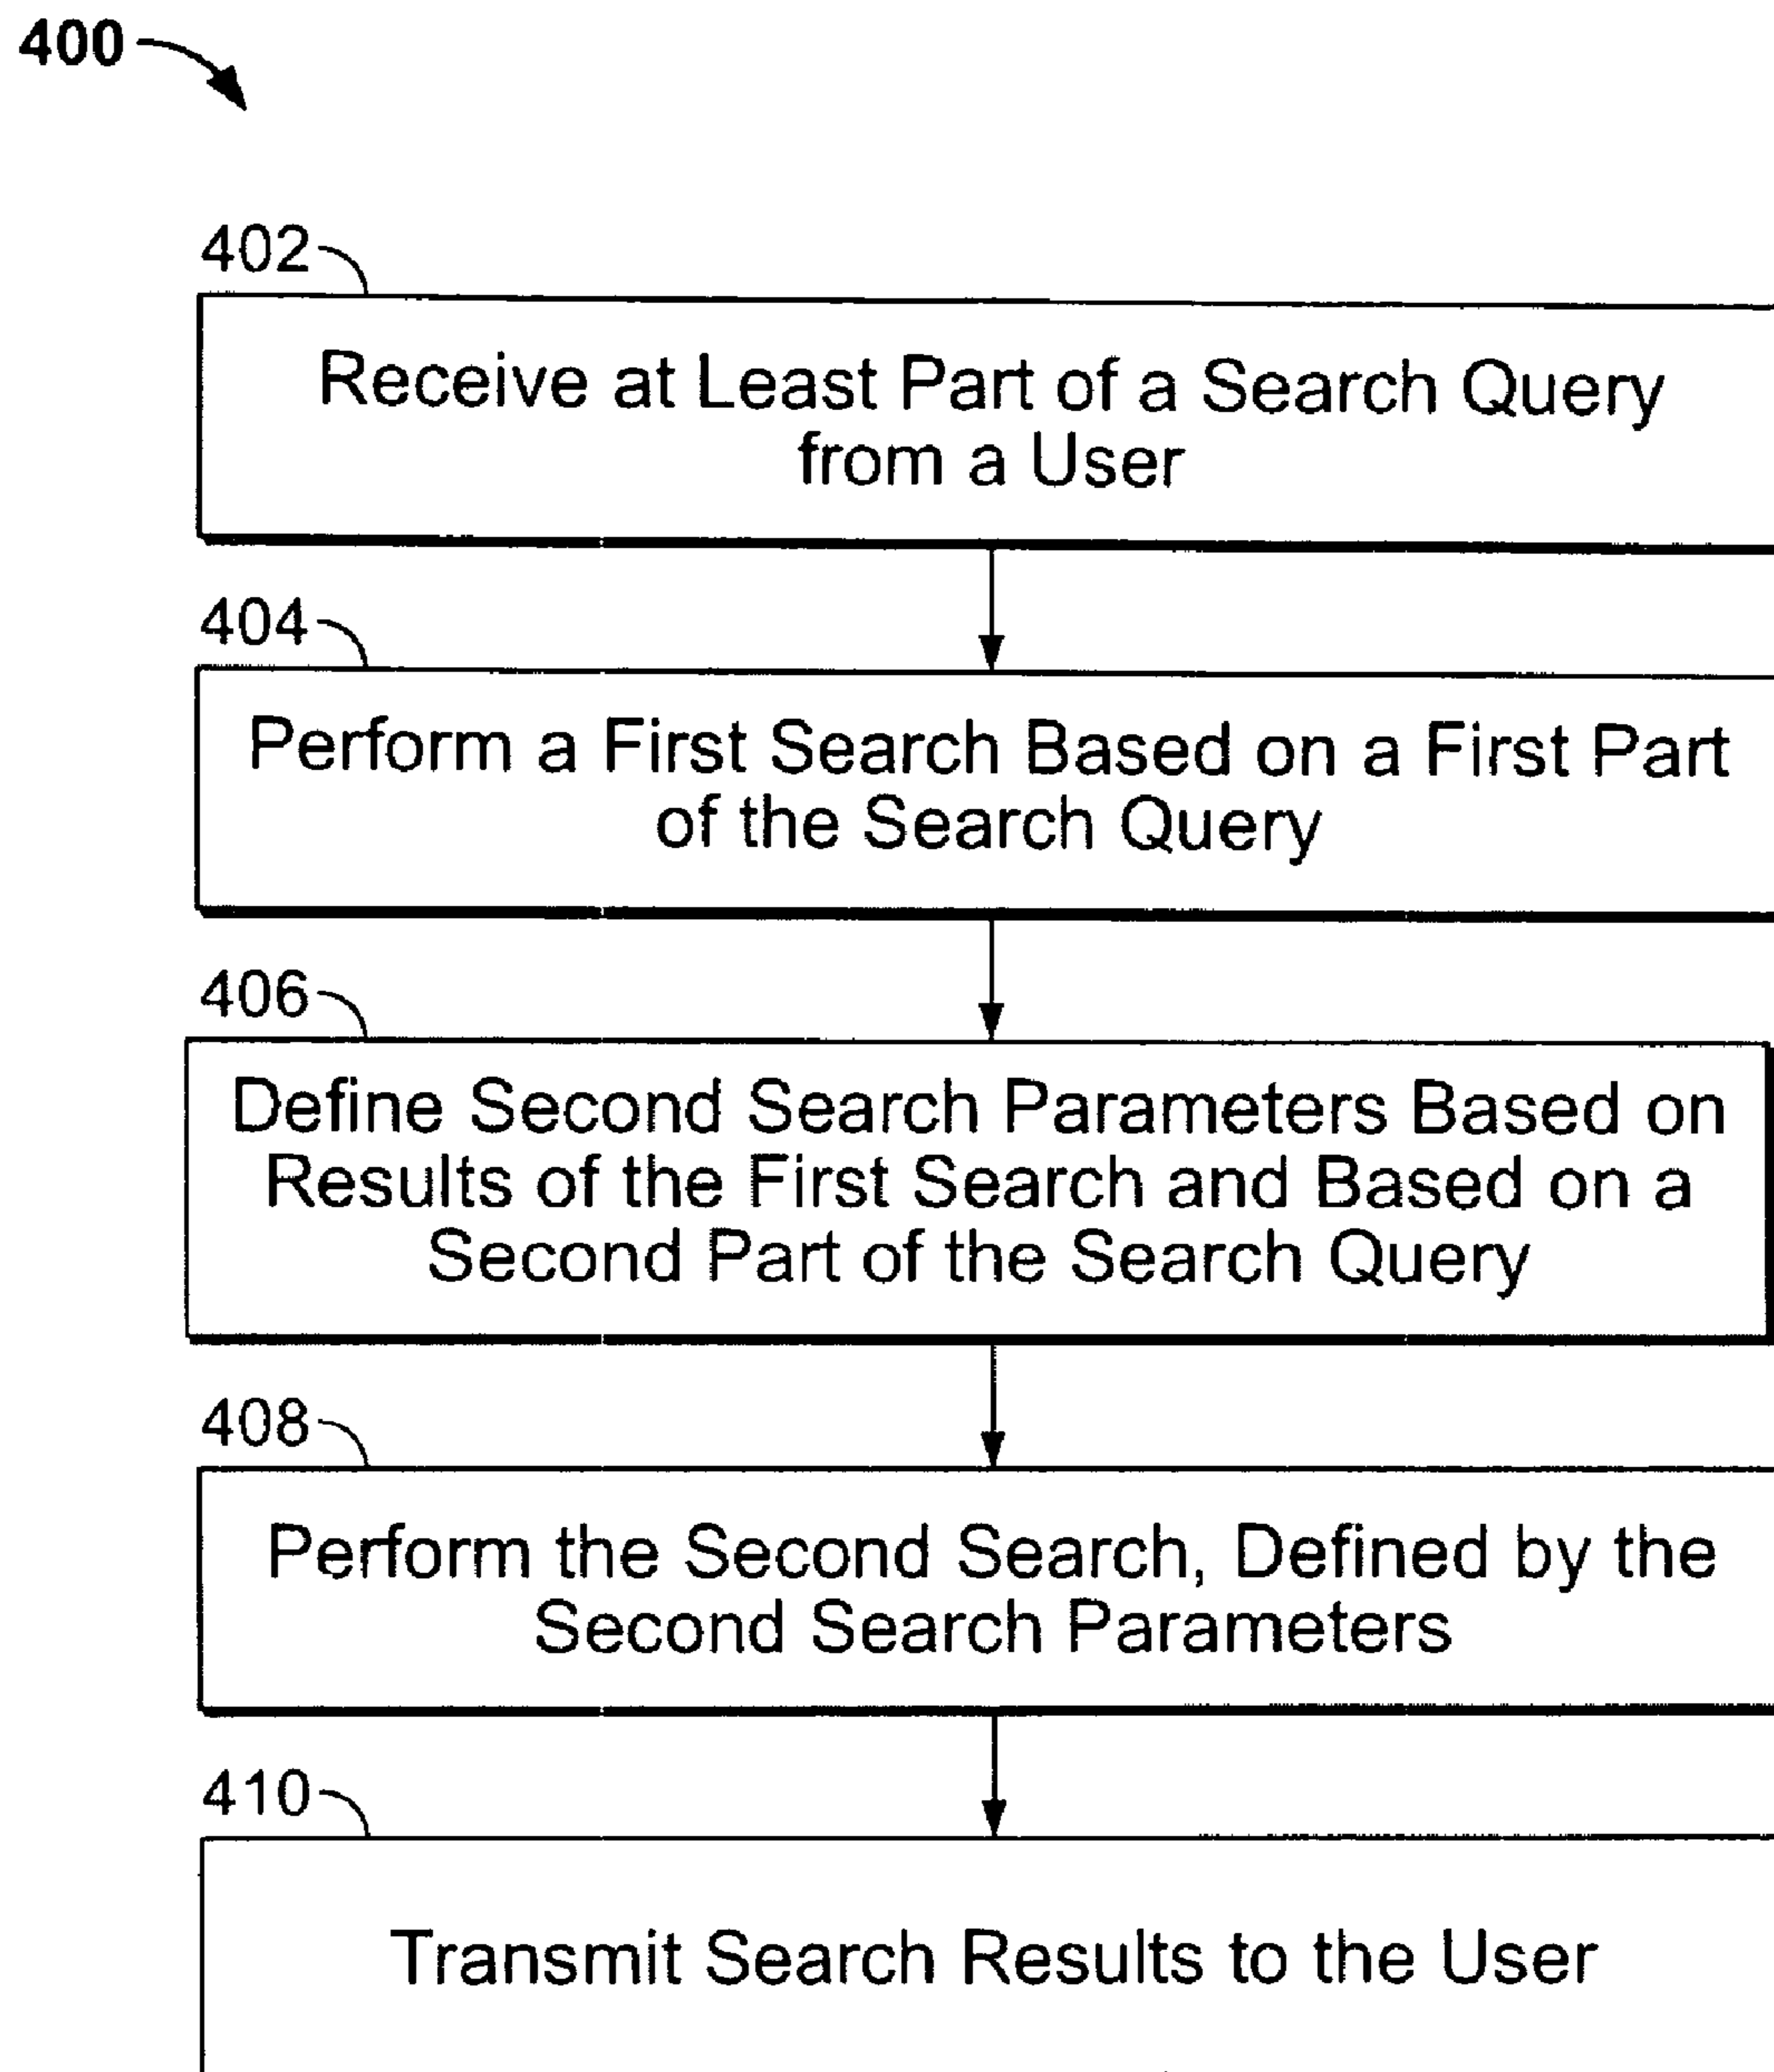 400
402
Receive at Least Part of a Search Query
from a User
404
Perform a First Search Based on a First Part
of the Search Query
406
Define Second Search Parameters Based on
Results of the First Search and Based on a
Second Part of the Search Query
408
Perform the Second Search, Defined by the
Second Search Parameters
410
Transmit Search Results to the User